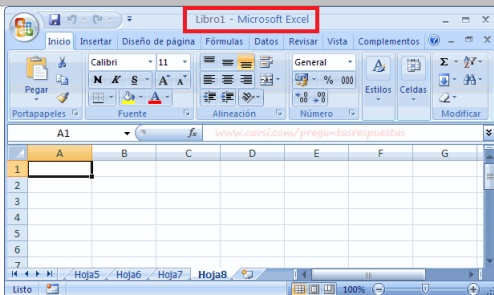 Libro1 - Microsoft Excel
Inicio Insertar Diseño de página Fórmulas Datos Revisar Vista Complementos
Calibri 11 General
Pegar N K S A A % 000 Estilos Celdas Σ
Portapapeles Fuente Alineación Número Modificar
A1 fx www.cavsi.com/preguntasrespuestas
A B C D E F G
1
2
3
4
5
6
7
Hoja5 Hoja6 Hoja7 Hoja8
Listo 100%